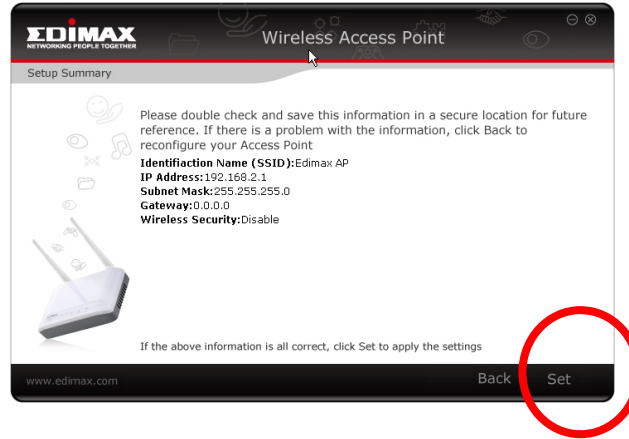 EDIMAX
NETWORKING PEOPLE TOGETHER
Wireless Access Point
Setup Summary
Please double check and save this information in a secure location for future
reference. If there is a problem with the information, click Back to
reconfigure your Access Point
Identifiaction Name (SSID):Edimax AP
IP Address:192.168.2.1
Subnet Mask:255.255.255.0
Gateway:0.0.0.0
Wireless Security:Disable
If the above information is all correct, click Set to apply the settings
www.edimax.com
Back
Set